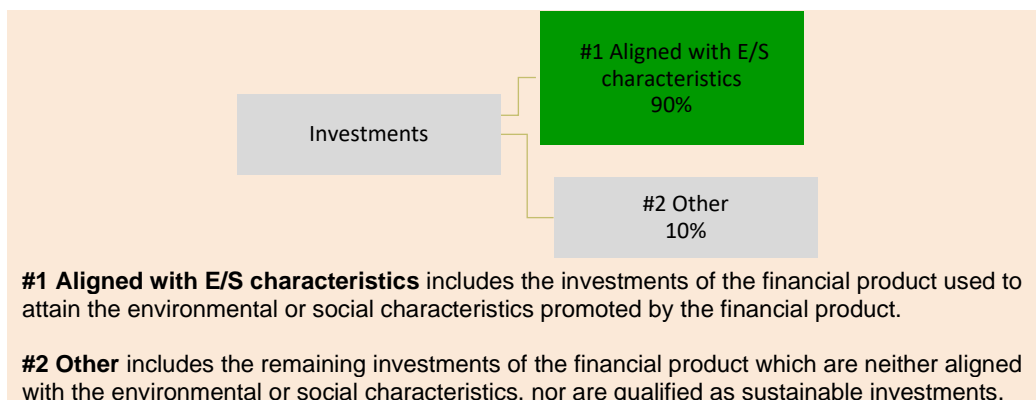 #1 Aligned with E/S
characteristics
90%
Investments
#2 Other
10%
#1 Aligned with E/S characteristics includes the investments of the financial product used to
attain the environmental or social characteristics promoted by the financial product.
#2 Other includes the remaining investments of the financial product which are neither aligned
with the environmental or social characteristics, nor are qualified as sustainable investments.